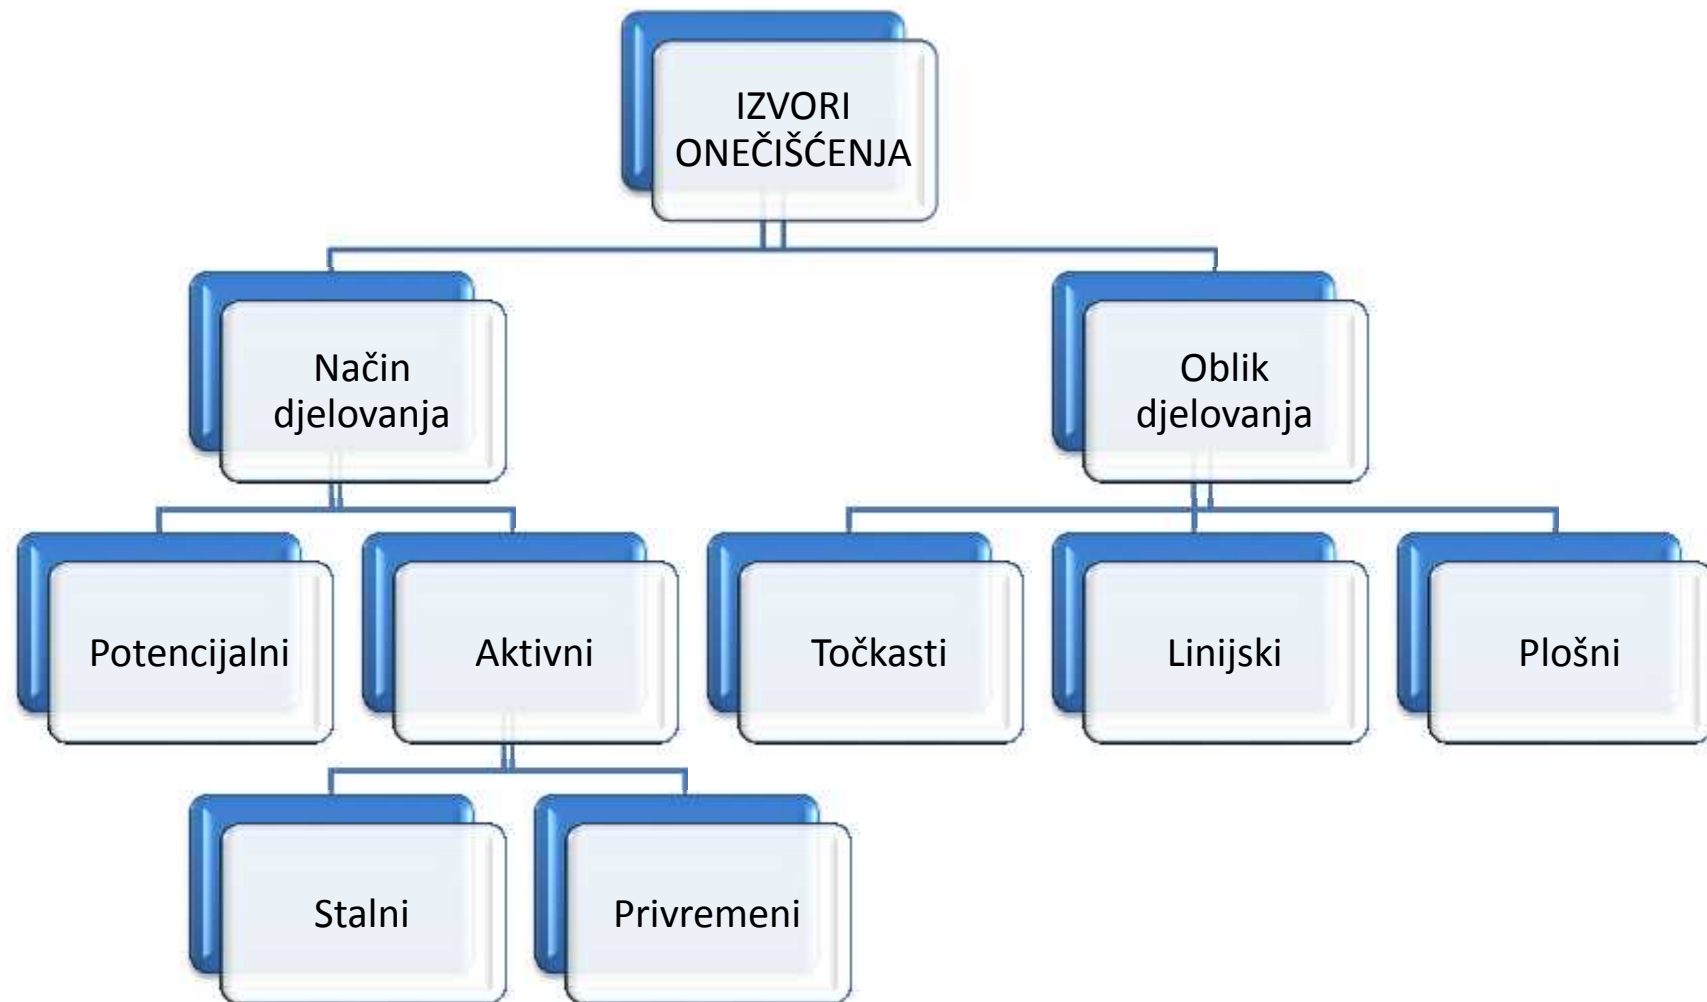 IZVORI
ONEČIŠĆENJA
Način
djelovanja
Oblik
djelovanja
Potencijalni
Aktivni
Točkasti
Linijski
Plošni
Stalni
Privremeni